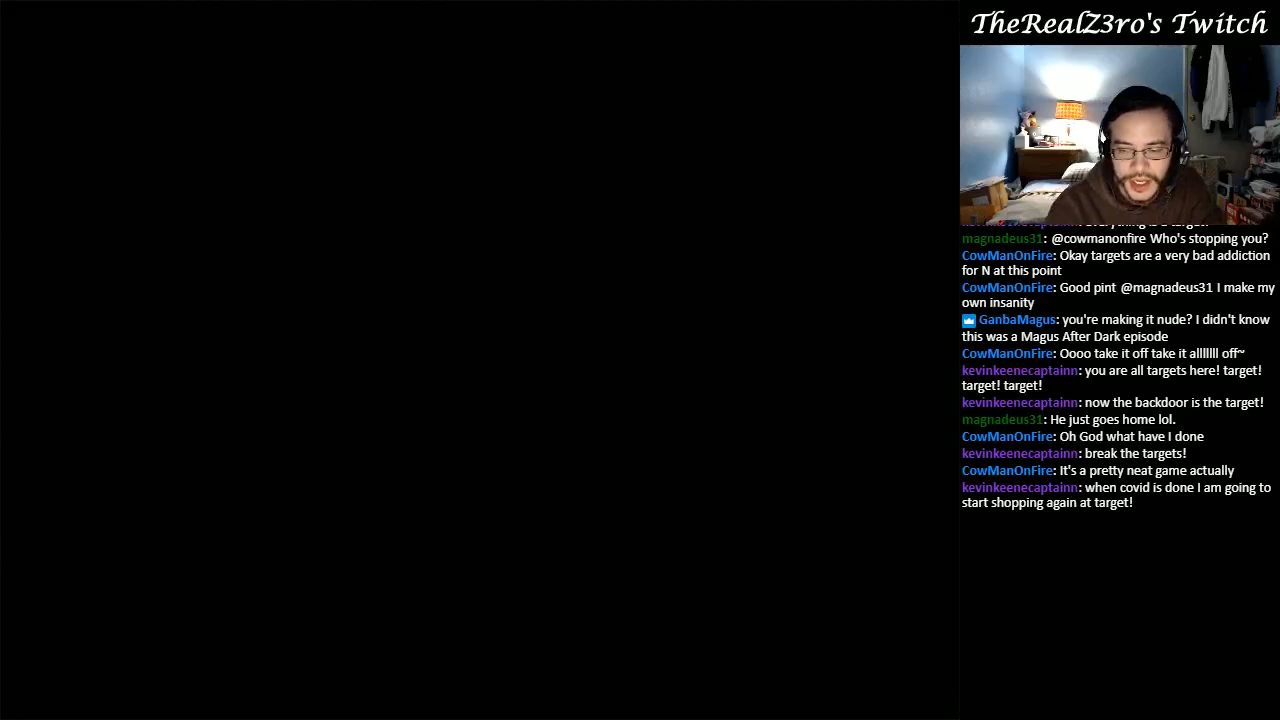 TheRealZ3ro's Twitch
magnadeus31: @cowmanonfire Who's stopping you?
CowManOnFire: Okay targets are a very bad addiction
for N at this point
CowManOnFire: Good pint @magnadeus31 I make my
own insanity
GanbaMagus: you're making it nude? I didn't know
this was a Magus After Dark episode
CowManOnFire: Oooo take it off take it alllllll off~
kevinkeenecaptainn: you are all targets here! target!
target! target!
kevinkeenecaptainn: now the backdoor is the target!
magnadeus31: He just goes home lol.
CowManOnFire: Oh God what have I done
kevinkeenecaptainn: break the targets!
CowManOnFire: It's a pretty neat game actually
kevinkeenecaptainn: when covid is done I am going to
start shopping again at target!